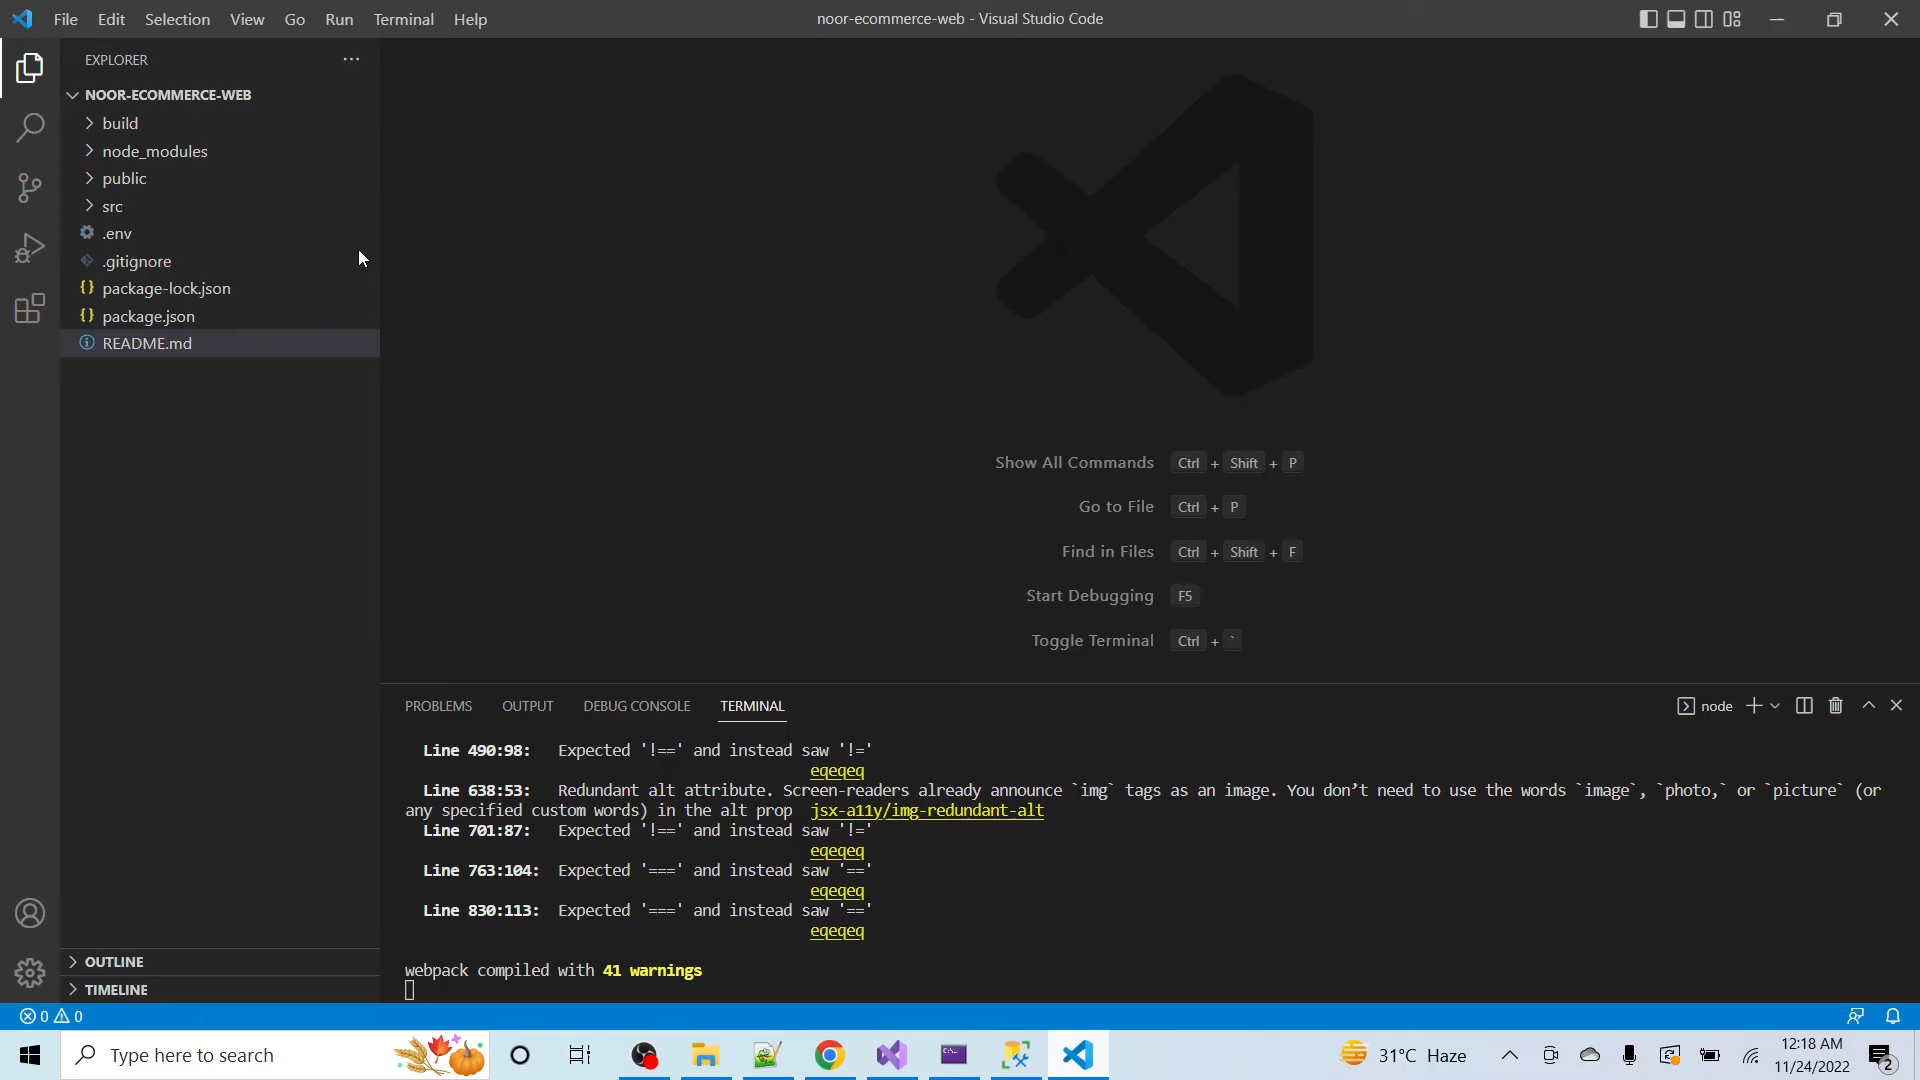 File Edit Selection View Go Run Terminal Help
noor-ecommerce-web - Visual Studio Code
EXPLORER
NOOR-ECOMMERCE-WEB
build
node_modules
public
src
.env
.gitignore
package-lock.json
package.json
README.md
OUTLINE
TIMELINE
Show All Commands Ctrl + Shift + P
Go to File Ctrl + P
Find in Files Ctrl + Shift + F
Start Debugging F5
Toggle Terminal Ctrl + `
PROBLEMS OUTPUT DEBUG CONSOLE TERMINAL
node
Line 490:98: Expected '!==' and instead saw '!='
eqeqeq
Line 638:53: Redundant alt attribute. Screen-readers already announce `img` tags as an image. You don’t need to use the words `image`, `photo,` or `picture` (or
any specified custom words) in the alt prop jsx-a11y/img-redundant-alt
Line 701:87: Expected '!==' and instead saw '!='
eqeqeq
Line 763:104: Expected '===' and instead saw '=='
eqeqeq
Line 830:113: Expected '===' and instead saw '=='
eqeqeq
webpack compiled with 41 warnings
0 0
Type here to search
31°C Haze
12:18 AM
11/24/2022
2